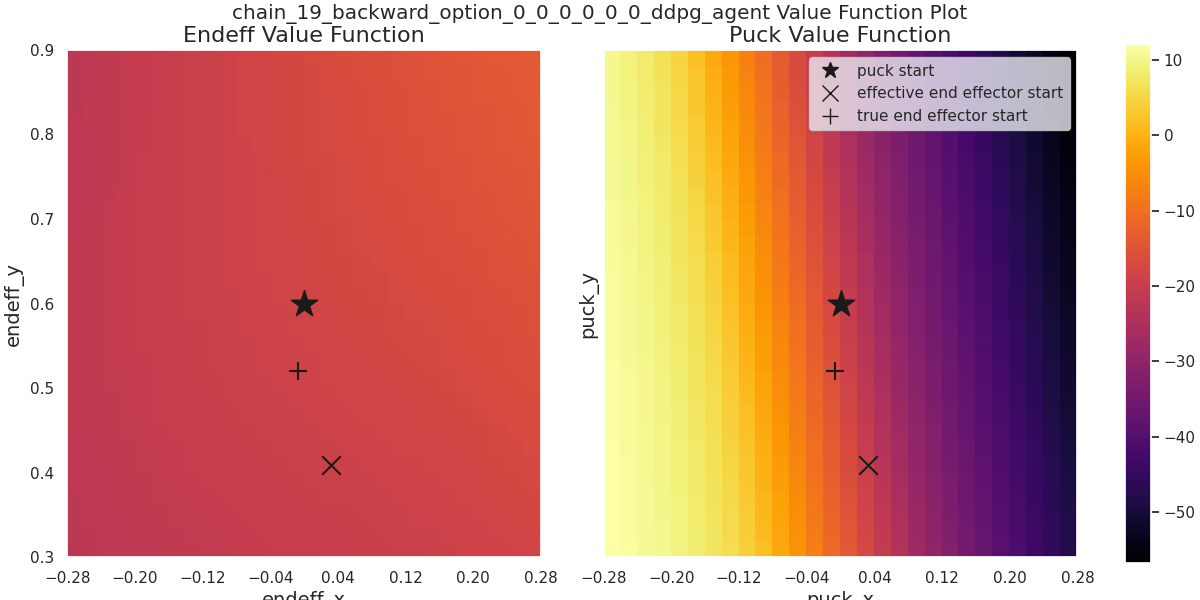 chain_19_backward_option_0_0_0_0_0_0_ddpg_agent Value Function Plot
Endeff Value Function
Puck Value Function
puck start
effective end effector start
true end effector start
endeff_y
0.9
0.8
0.7
0.6
0.5
0.4
0.3
−0.28 −0.20 −0.12 −0.04 0.04 0.12 0.20 0.28
endeff_x
puck_y
−0.28 −0.20 −0.12 −0.04 0.04 0.12 0.20 0.28
puck_x
10
0
−10
−20
−30
−40
−50